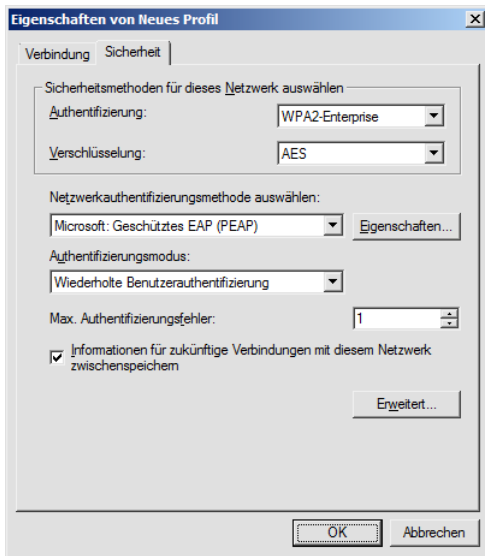 Eigenschaften von Neues Profil
Verbindung
Sicherheit
Sicherheitsmethoden für dieses Netzwerk auswählen
Authentifizierung:
WPA2-Enterprise
Verschlüsselung:
AES
Netzwerkauthentifizierungsmethode auswählen:
Microsoft: Geschütztes EAP (PEAP)
Eigenschaften...
Authentifizierungsmodus:
Wiederholte Benutzerauthentifizierung
Max. Authentifizierungsfehler:
1
Informationen für zukünftige Verbindungen mit diesem Netzwerk
zwischenspeichern
Erweitert...
OK
Abbrechen